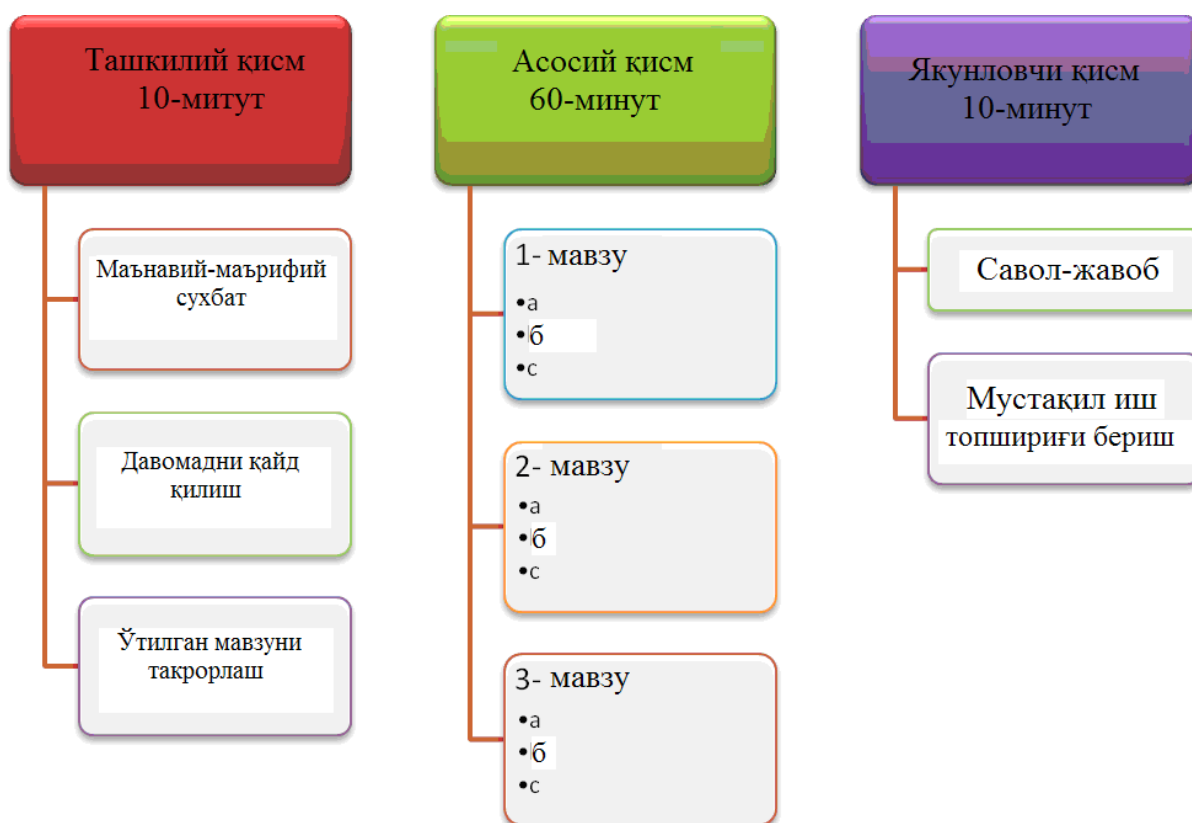 Ташкилий қисм
10-митут
Маънавий-маърифий
сухбат
Давомадни қайд
қилиш
Ўтилган мавзуни
такрорлаш
Асосий қисм
60-минут
1- мавзу
•а
•б
•с
2- мавзу
•а
•б
•с
3- мавзу
•а
•б
•с
Якунловчи қисм
10-минут
Савол-жавоб
Мустақил иш
топшириғи бериш